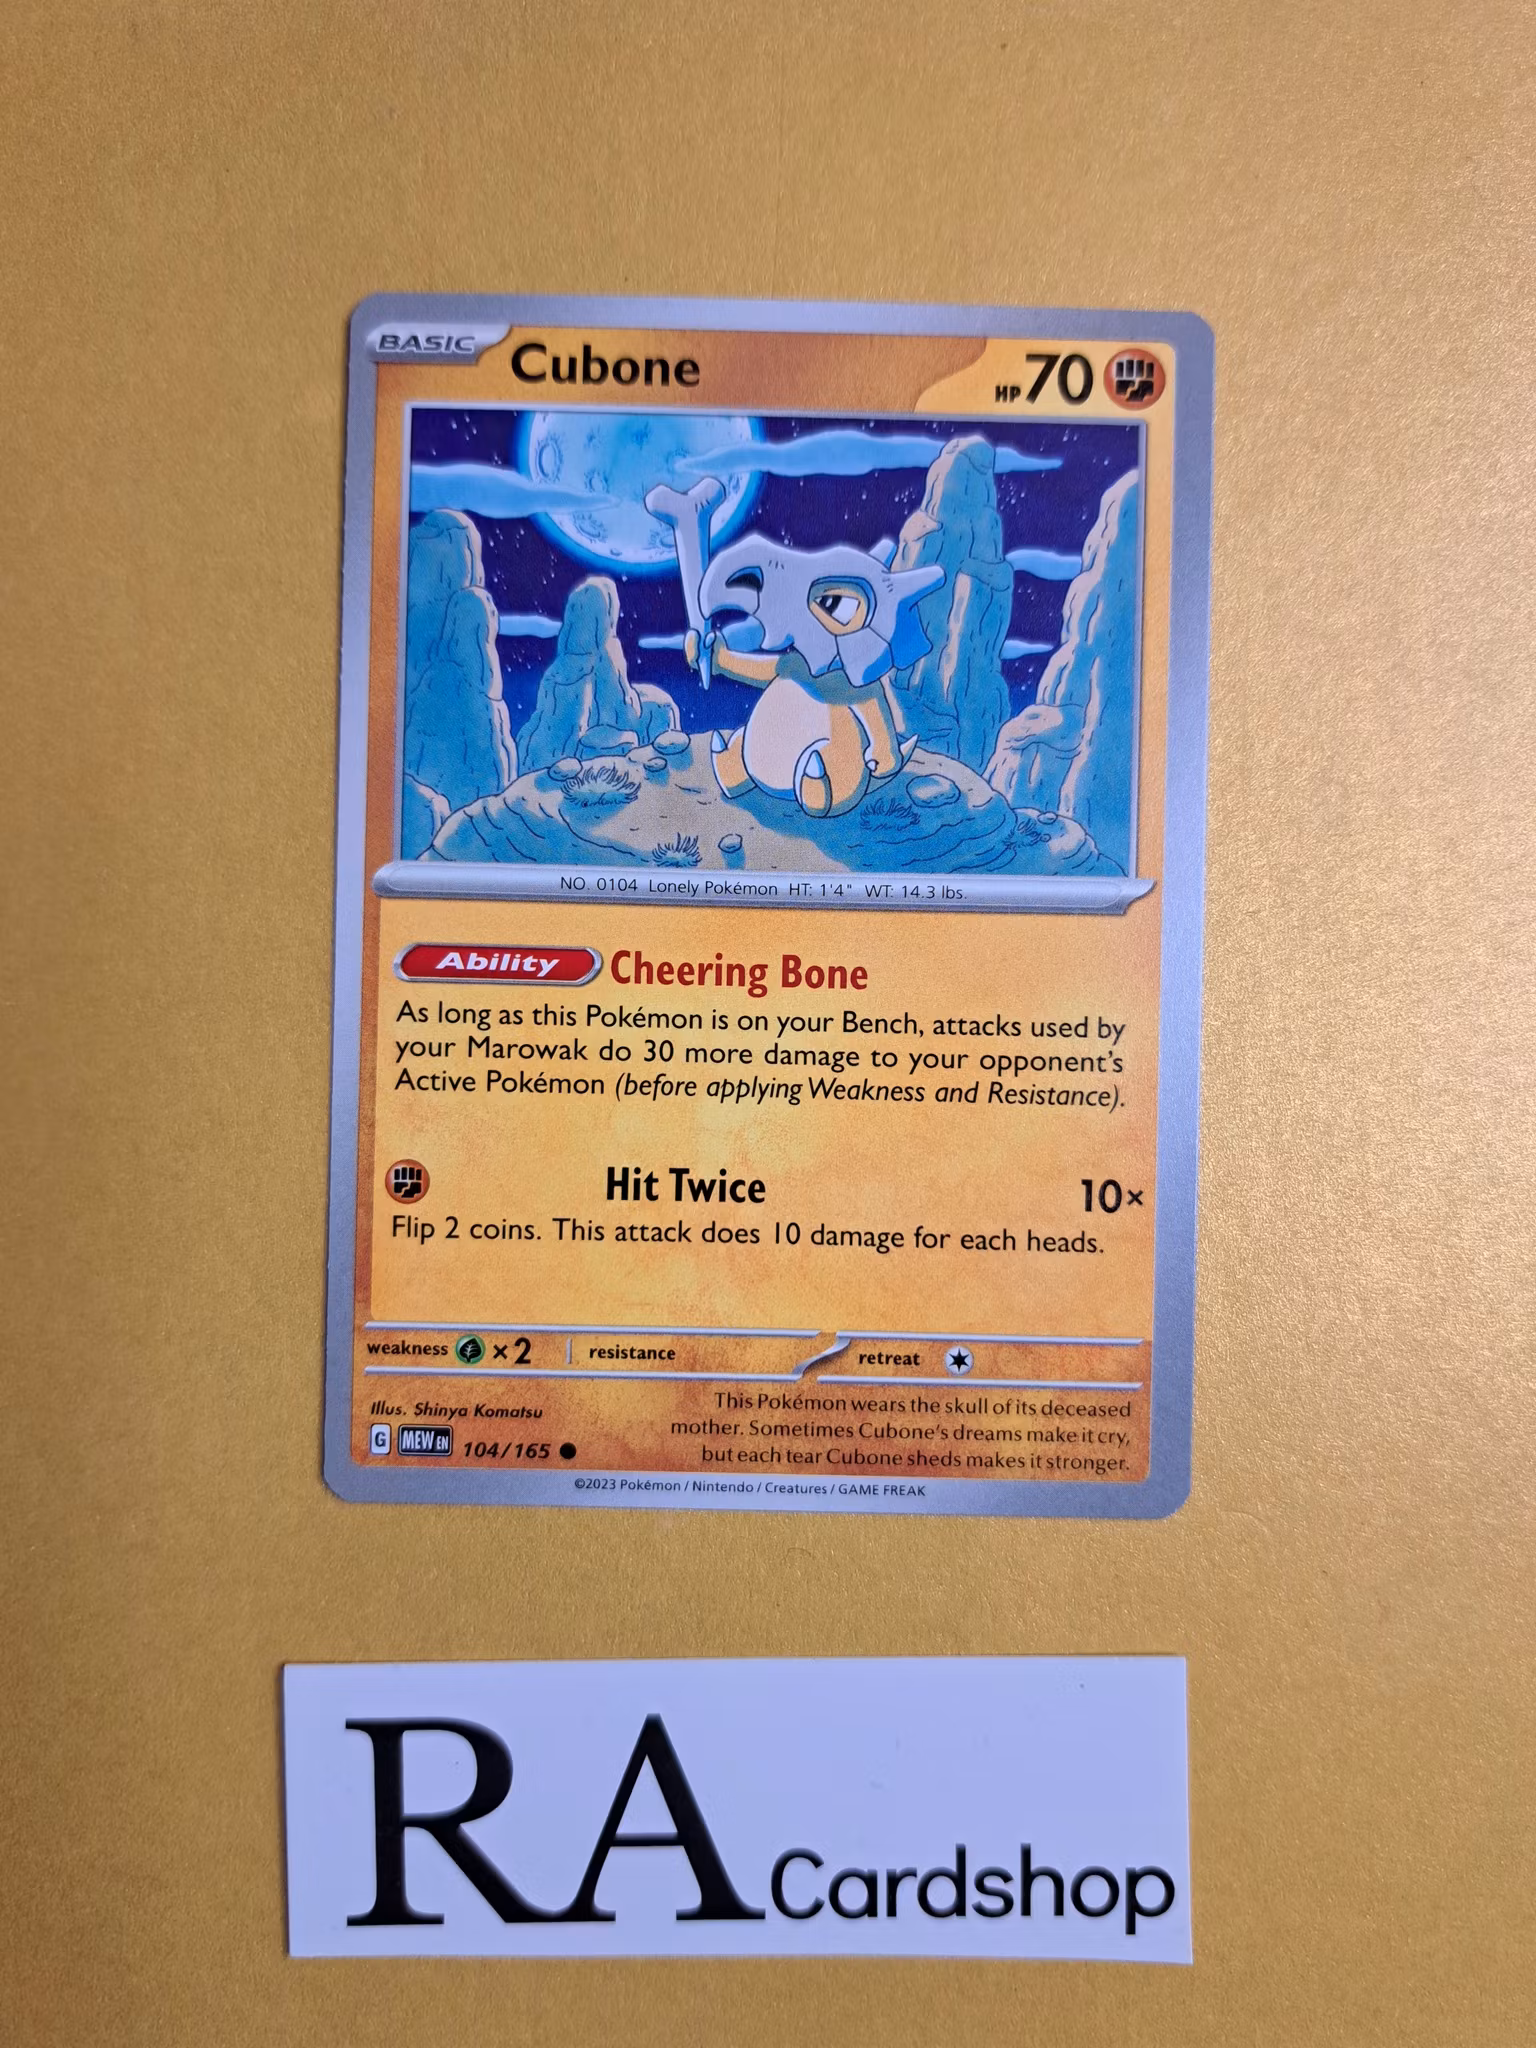 BASIC Cubone HP 70
NO. 0104 Lonely Pokémon HT: 1'4" WT: 14.3 lbs.
Ability Cheering Bone
As long as this Pokémon is on your Bench, attacks used by
your Marowak do 30 more damage to your opponent's
Active Pokémon (before applying Weakness and Resistance).
Hit Twice 10×
Flip 2 coins. This attack does 10 damage for each heads.
weakness ×2 resistance retreat
Illus. Shinya Komatsu
G MEW EN 104/165
This Pokémon wears the skull of its deceased
mother. Sometimes Cubone's dreams make it cry,
but each tear Cubone sheds makes it stronger.
©2023 Pokémon / Nintendo / Creatures / GAME FREAK
RA Cardshop